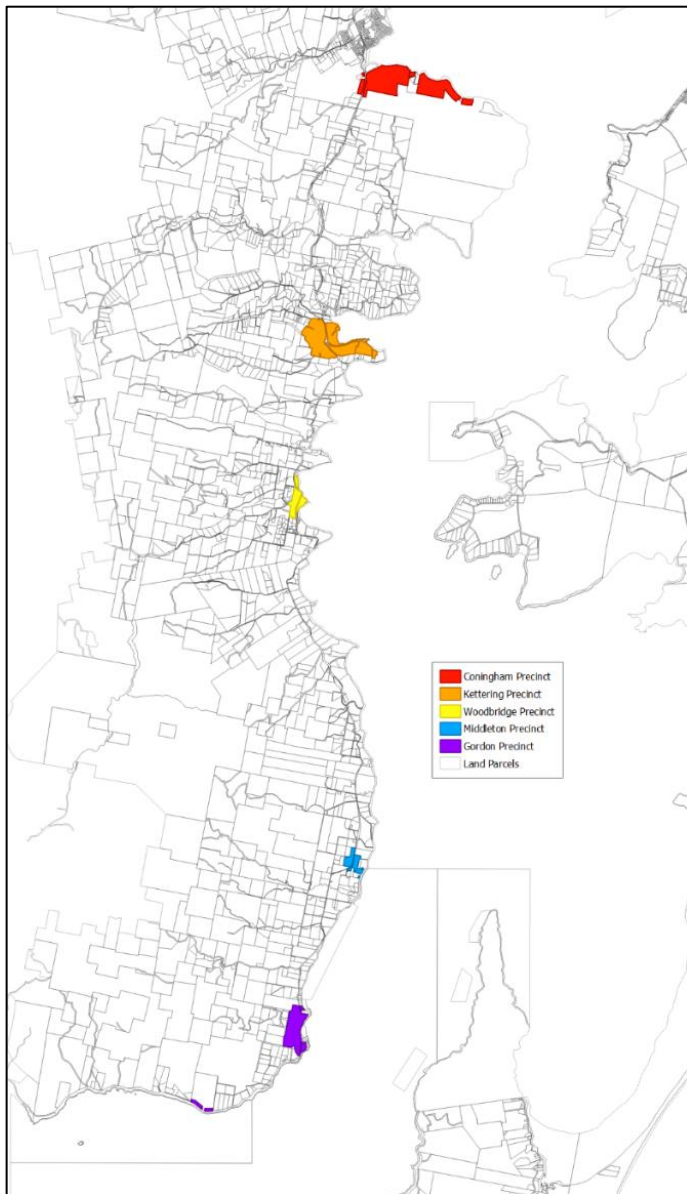 Coningham Precinct
Kettering Precinct
Woodbridge Precinct
Middleton Precinct
Gordon Precinct
Land Parcels